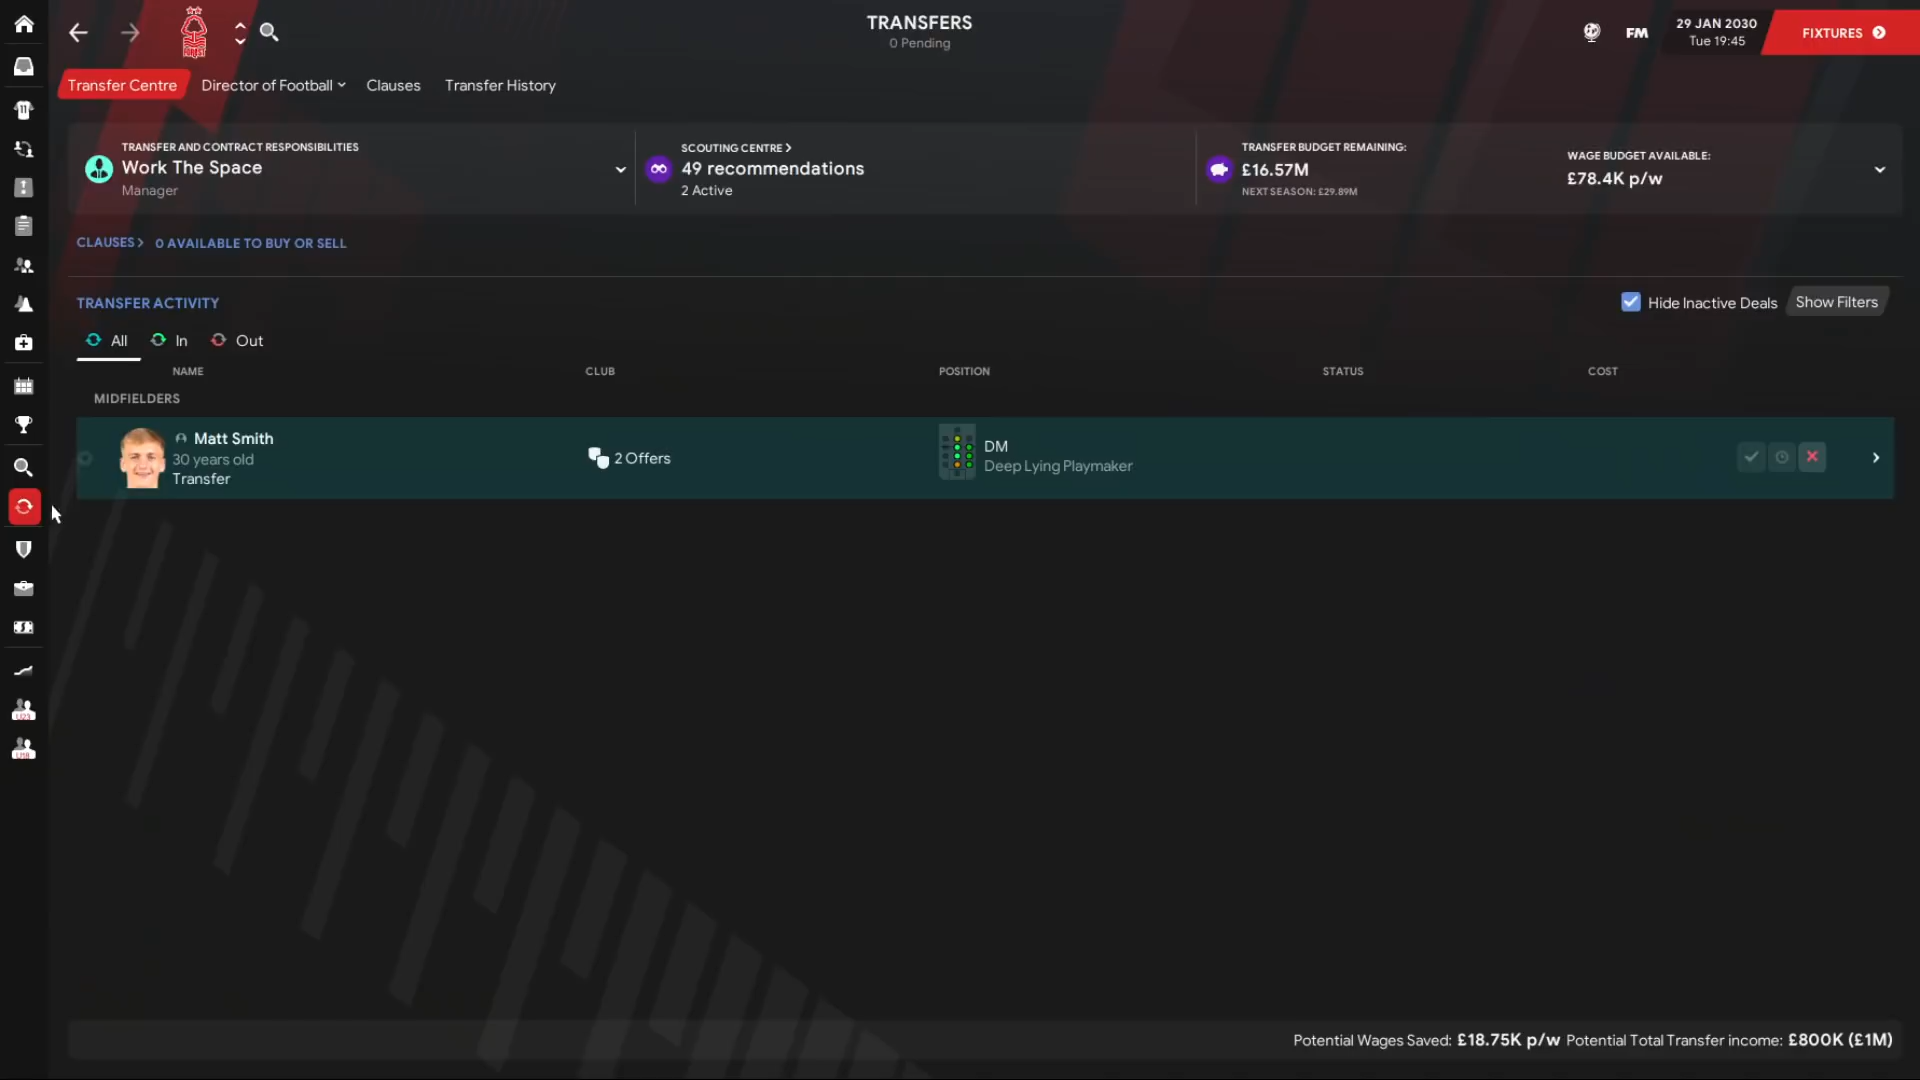 TRANSFERS
0 Pending
FM
29 JAN 2030
Tue 19:45
FIXTURES
FOREST
Transfer Centre
Director of Football
Clauses
Transfer History
TRANSFER AND CONTRACT RESPONSIBILITIES
Work The Space
Manager
SCOUTING CENTRE >
49 recommendations
2 Active
TRANSFER BUDGET REMAINING:
£16.57M
NEXT SEASON: £29.89M
WAGE BUDGET AVAILABLE:
£78.4K p/w
CLAUSES > 0 AVAILABLE TO BUY OR SELL
TRANSFER ACTIVITY
Hide Inactive Deals
Show Filters
All
In
Out
NAME CLUB POSITION STATUS COST
MIDFIELDERS
Matt Smith
30 years old
Transfer
2 Offers
DM
Deep Lying Playmaker
11
U23
U18
Potential Wages Saved: £18.75K p/w Potential Total Transfer income: £800K (£1M)